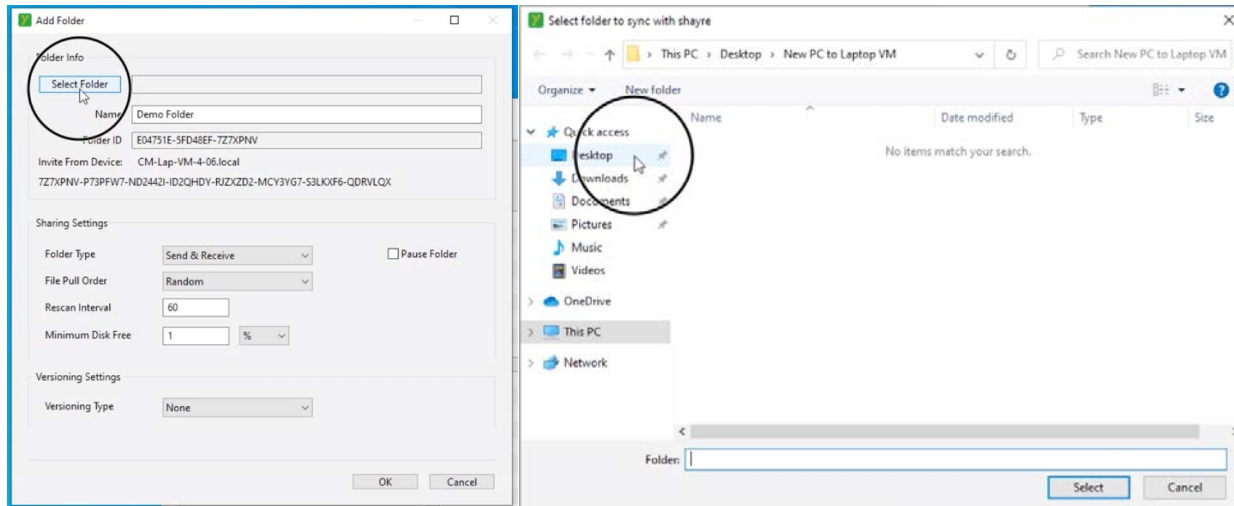 Add Folder
Folder Info
Select Folder
Name Demo Folder
Folder ID E04751E-5FD48EF-7Z7XPNV
Invite From Device: CM-Lap-VM-4-06.local
7Z7XPNV-P73PFW7-ND2442I-ID2QHDY-RJZXZD2-MCY3YG7-S3LKXF6-QDRVLQX
Sharing Settings
Folder Type Send & Receive Pause Folder
File Pull Order Random
Rescan Interval 60
Minimum Disk Free 1 %
Versioning Settings
Versioning Type None
OK Cancel
Select folder to sync with shayre
This PC > Desktop > New PC to Laptop VM
Search New PC to Laptop VM
Organize New folder
Name Date modified Type Size
No items match your search.
Quick access
Desktop
Downloads
Documents
Pictures
Music
Videos
OneDrive
This PC
Network
Folder:
Select Cancel